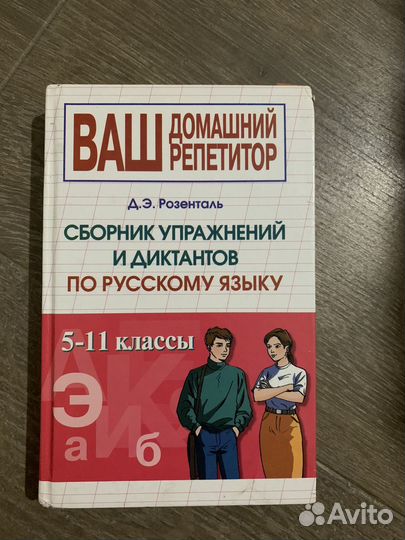 ВАШ ДОМАШНИЙ
РЕПЕТИТОР
Д.Э. Розенталь
СБОРНИК УПРАЖНЕНИЙ
И ДИКТАНТОВ
ПО РУССКОМУ ЯЗЫКУ
5-11 классы
Э
а
б
Avito